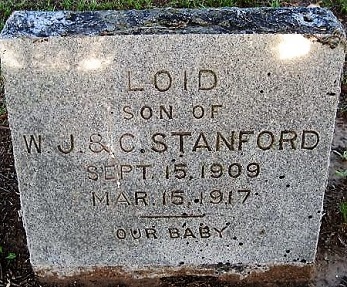 LOID
SON OF
W. J. & C. STANFORD
SEPT. 15, 1909
MAR. 15, 1917
OUR BABY